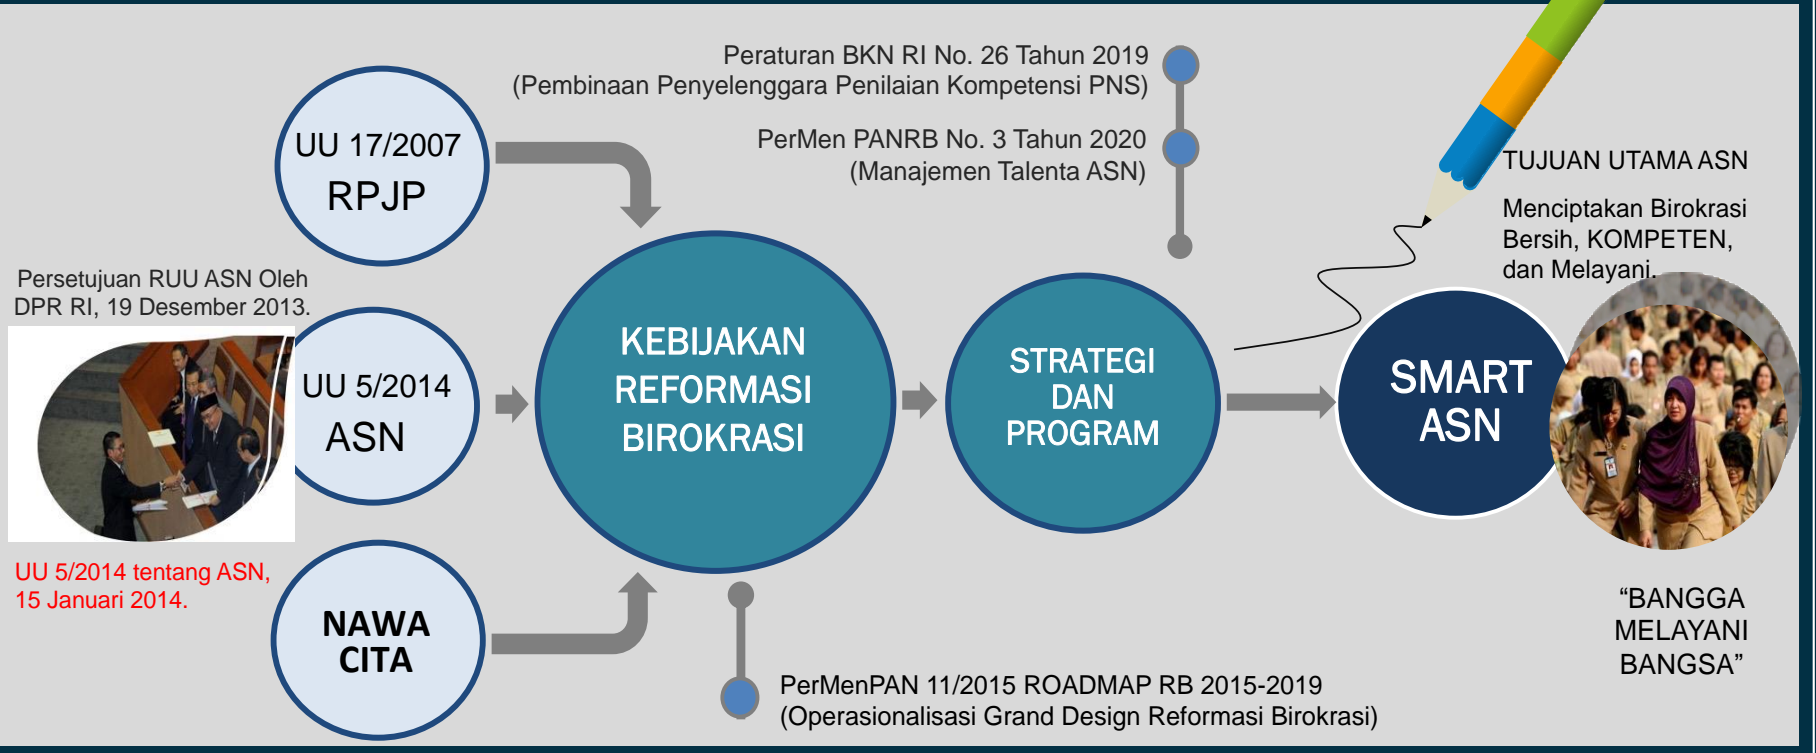 Peraturan BKN RI No. 26 Tahun 2019
(Pembinaan Penyelenggara Penilaian Kompetensi PNS)
PerMen PANRB No. 3 Tahun 2020
(Manajemen Talenta ASN)
UU 17/2007
RPJP
Persetujuan RUU ASN Oleh
DPR RI, 19 Desember 2013.
UU 5/2014
ASN
UU 5/2014 tentang ASN,
15 Januari 2014.
NAWA
CITA
KEBIJAKAN
REFORMASI
BIROKRASI
PerMenPAN 11/2015 ROADMAP RB 2015-2019
(Operasionalisasi Grand Design Reformasi Birokrasi)
STRATEGI
DAN
PROGRAM
SMART
ASN
TUJUAN UTAMA ASN
Menciptakan Birokrasi
Bersih, KOMPETEN,
dan Melayani.
“BANGGA
MELAYANI
BANGSA”